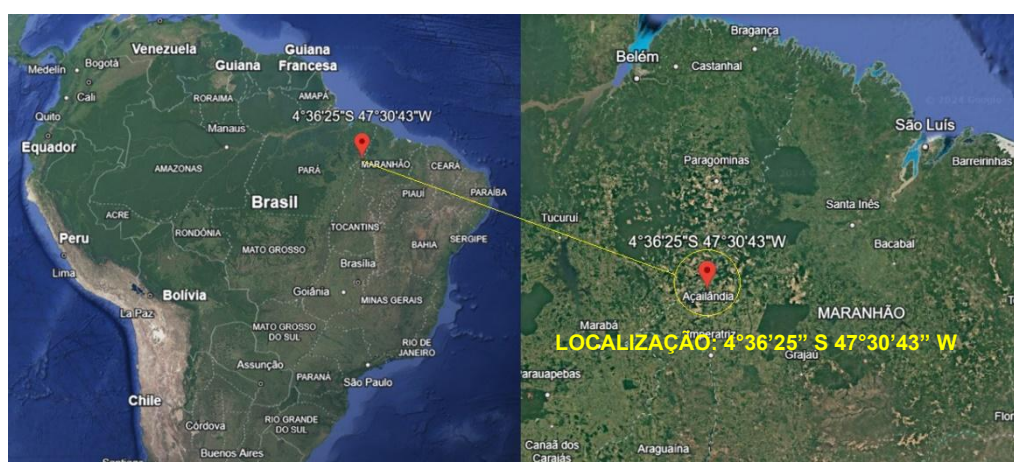 Venezuela
Guiana
Guiana
Francesa
Medelín
Bogotá
Cali
RORAIMA
AMAPÁ
Quito
4°36'25"S 47°30'43"W
Manaus
Equador
AMAZONAS
PARÁ
MARANHÃO
CEARÁ
Brasil
PIAUÍ
PARAÍBA
ACRE
TOCANTINS
Peru
RONDÔNIA
MATO GROSSO
BAHIA
SERGIPE
Lima
Brasília
Bolívia
Goiânia
MINAS GERAIS
La Paz
MATO GROSSO
DO SUL
RIO DE
JANEIRO
Assunção
PARANÁ
São Paulo
Chile
RIO GRANDE
DO SUL
Córdova
Buenos Aires
Santiago
Bragança
Belém
Castanhal
São Luís
Paragominas
Barreirinhas
Tucuruí
Santa Inês
4°36'25"S 47°30'43"W
Bacabal
Açailândia
MARANHÃO
Marabá
Imperatriz
LOCALIZAÇÃO: 4°36’25” S 47°30’43” W
Grajaú
arauapebas
Flor
Canaã dos
Carajás
Araguaína